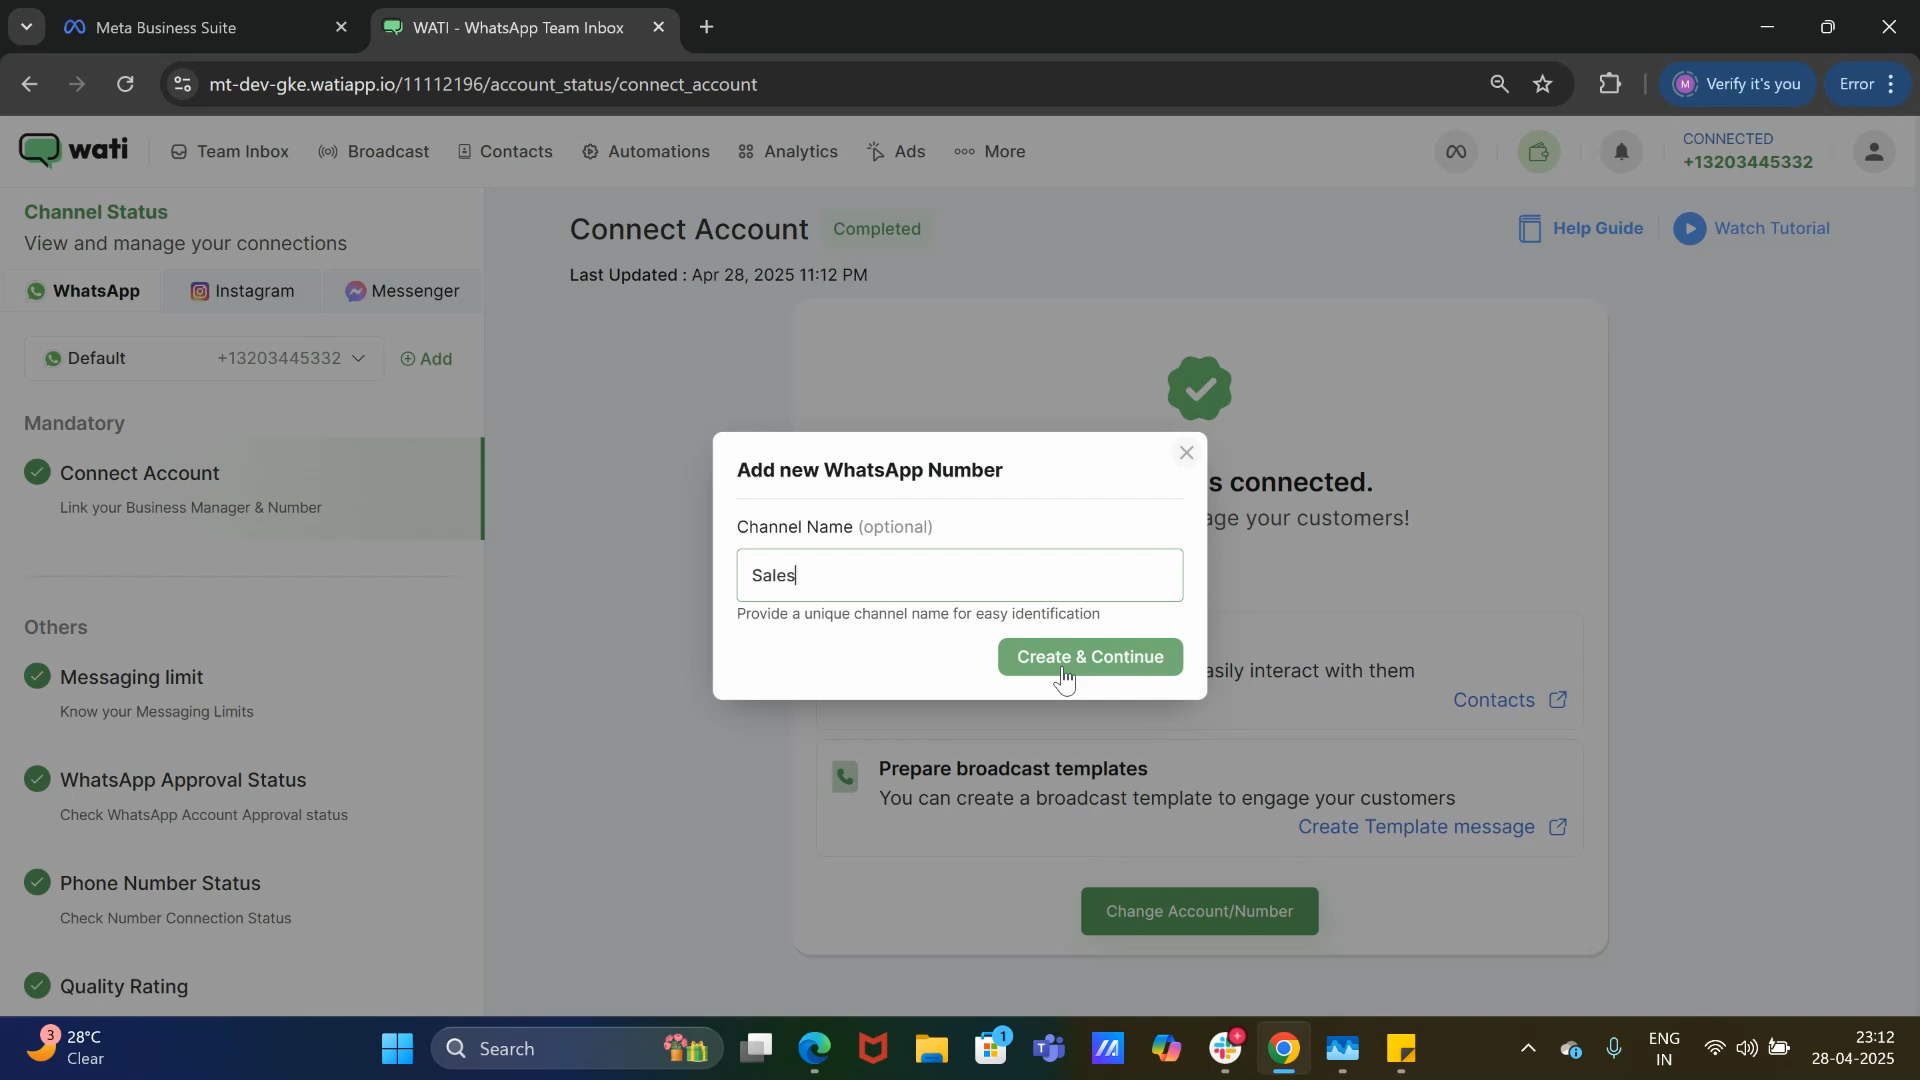 Meta Business Suite
WATI - WhatsApp Team Inbox
mt-dev-gke.watiapp.io/11112196/account_status/connect_account
M
Verify it's you
Error
wati
Team Inbox
Broadcast
Contacts
Automations
Analytics
Ads
More
CONNECTED
+13203445332
Channel Status
View and manage your connections
WhatsApp
Instagram
Messenger
Default
+13203445332
Add
Mandatory
Connect Account
Link your Business Manager & Number
Others
Messaging limit
Know your Messaging Limits
WhatsApp Approval Status
Check WhatsApp Account Approval status
Phone Number Status
Check Number Connection Status
Quality Rating
Connect Account
Completed
Last Updated : Apr 28, 2025 11:12 PM
Help Guide
Watch Tutorial
s connected.
age your customers!
Add new WhatsApp Number
Channel Name (optional)
Sales
Provide a unique channel name for easy identification
Create & Continue
asily interact with them
Contacts
Prepare broadcast templates
You can create a broadcast template to engage your customers
Create Template message
Change Account/Number
3
28°C
Clear
Search
1
ENG
IN
23:12
28-04-2025